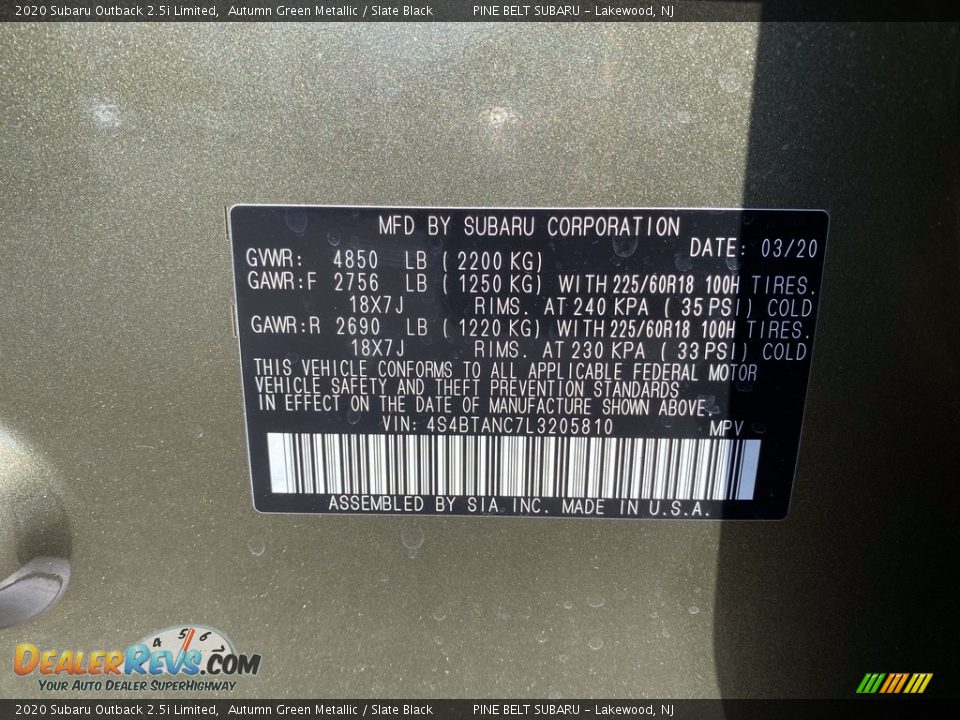 2020 Subaru Outback 2.5i Limited, Autumn Green Metallic / Slate Black PINE BELT SUBARU - Lakewood, NJ
MFD BY SUBARU CORPORATION
DATE: 03/20
GVWR: 4850 LB (2200 KG)
GAWR:F 2756 LB (1250 KG) WITH 225/60R18 100H TIRES.
18X7J RIMS. AT 240 KPA (35 PSI) COLD
GAWR:R 2690 LB (1220 KG) WITH 225/60R18 100H TIRES.
18X7J RIMS. AT 230 KPA (33 PSI) COLD
THIS VEHICLE CONFORMS TO ALL APPLICABLE FEDERAL MOTOR
VEHICLE SAFETY AND THEFT PREVENTION STANDARDS
IN EFFECT ON THE DATE OF MANUFACTURE SHOWN ABOVE.
VIN: 4S4BTANC7L3205810 MPV
ASSEMBLED BY SIA INC. MADE IN U.S.A.
4 5 6 7
DEALERREVS.COM
YOUR AUTO DEALER SUPERHIGHWAY
2020 Subaru Outback 2.5i Limited, Autumn Green Metallic / Slate Black PINE BELT SUBARU - Lakewood, NJ